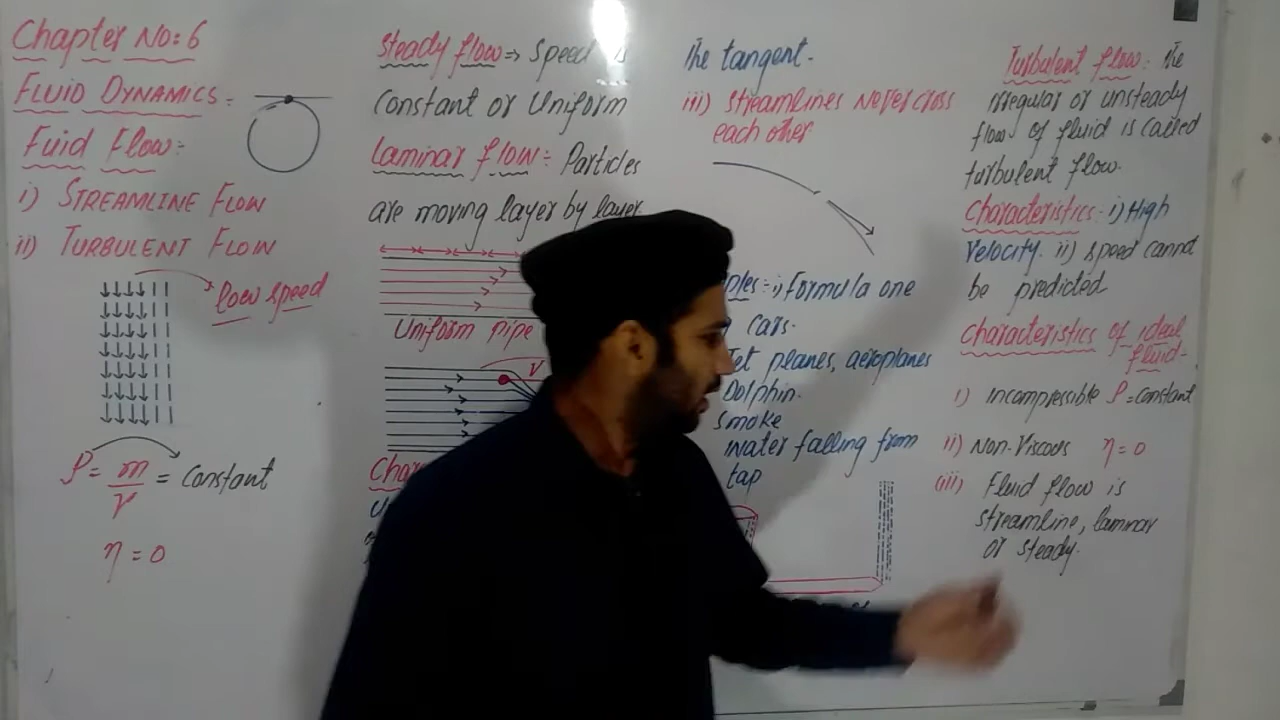 Chapter No: 6
FLUID DYNAMICS:-
Fuid Flow:-
i) STREAMLINE FLOW
ii) TURBULENT FLOW
low speed
ρ = m/V = Constant
η = 0
Steady flow => Speed is
Constant or Uniform
Laminar flow:- Particles
are moving layer by layer
Uniform pipe
V
the tangent.
iii) Streamlines never cross
each other
i) Formula one
Cars.
Jet planes, aeroplanes
Dolphin.
Smoke
Water falling from
tap
Turbulent flow:- The
irregular or unsteady
flow of fluid is called
turbulent flow.
Characteristics:- i) High
Velocity. ii) speed cannot
be predicted
Characteristics of ideal
fluid-
i) incompressible ρ = constant
ii) Non-Viscous η = 0
(iii) Fluid flow is
streamline, laminar
or steady.